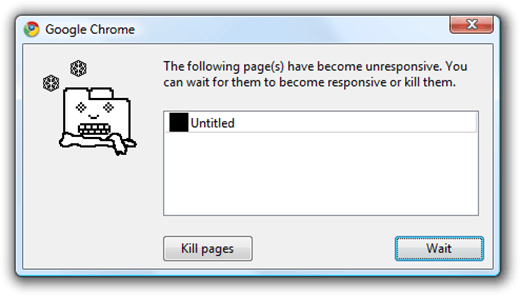 Google Chrome
The following page(s) have become unresponsive. You
can wait for them to become responsive or kill them.
Untitled
Kill pages
Wait